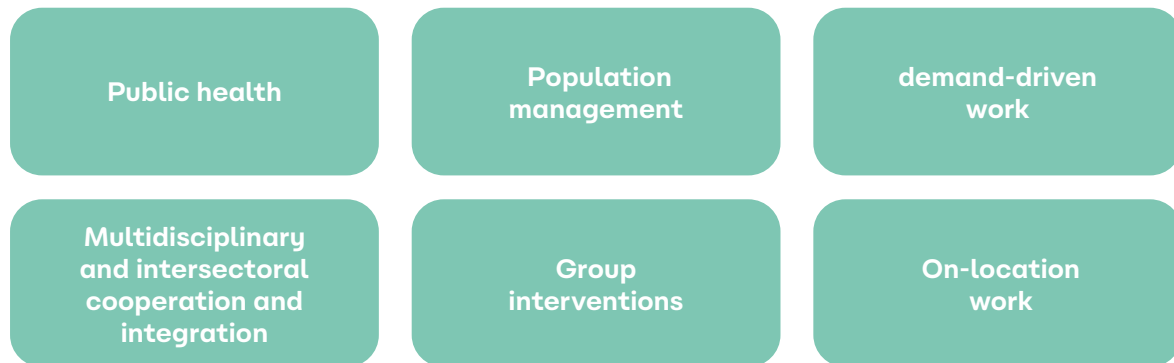 Public health
Population
management
demand-driven
work
Multidisciplinary
and intersectoral
cooperation and
integration
Group
interventions
On-location
work